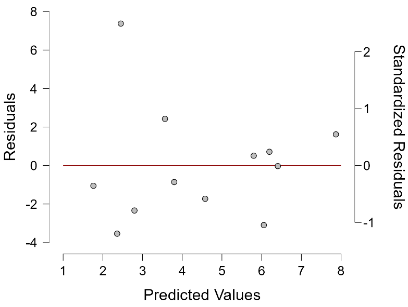 8
6
4
2
0
-2
-4
Residuals
2
1
0
-1
Standardized Residuals
1 2 3 4 5 6 7 8
Predicted Values